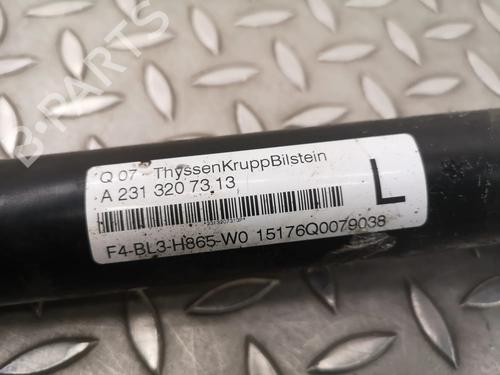 Q 07 - ThyssenKruppBilstein
A 231 320 73 13
L
F4-BL3-H865-W0 15176Q0079038
B-PARTS